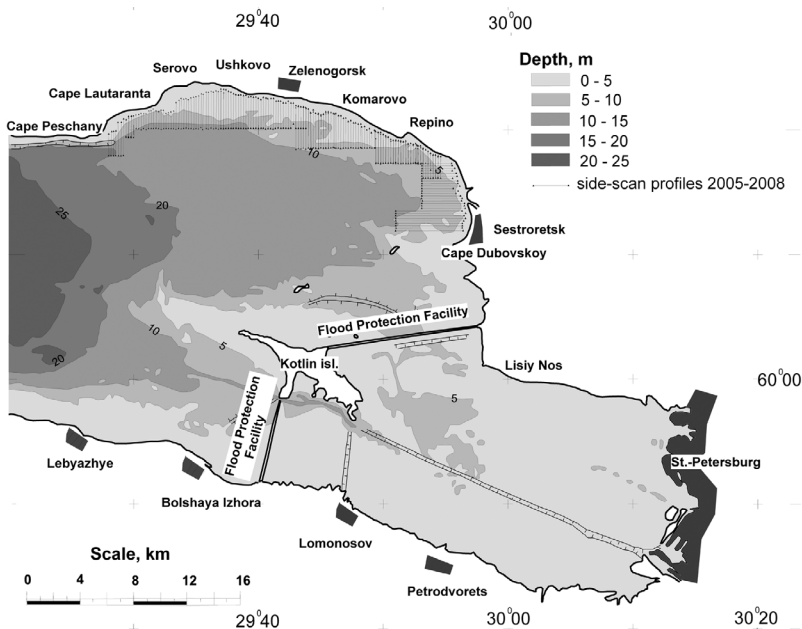 29°40
30°00
Depth, m
0 - 5
5 - 10
10 - 15
15 - 20
20 - 25
side-scan profiles 2005-2008
Ushkovo
Serovo
Zelenogorsk
Cape Lautaranta
Komarovo
Cape Peschany
Repino
10
5
25
20
Sestroretsk
Cape Dubovskoy
10
5
20
Flood Protection Facility
Kotlin isl.
Lisiy Nos
60°00
5
Flood Protection
Facility
Lebyazhye
St.-Petersburg
Bolshaya Izhora
Lomonosov
Petrodvorets
Scale, km
0 4 8 12 16
29°40
30°00
30°20